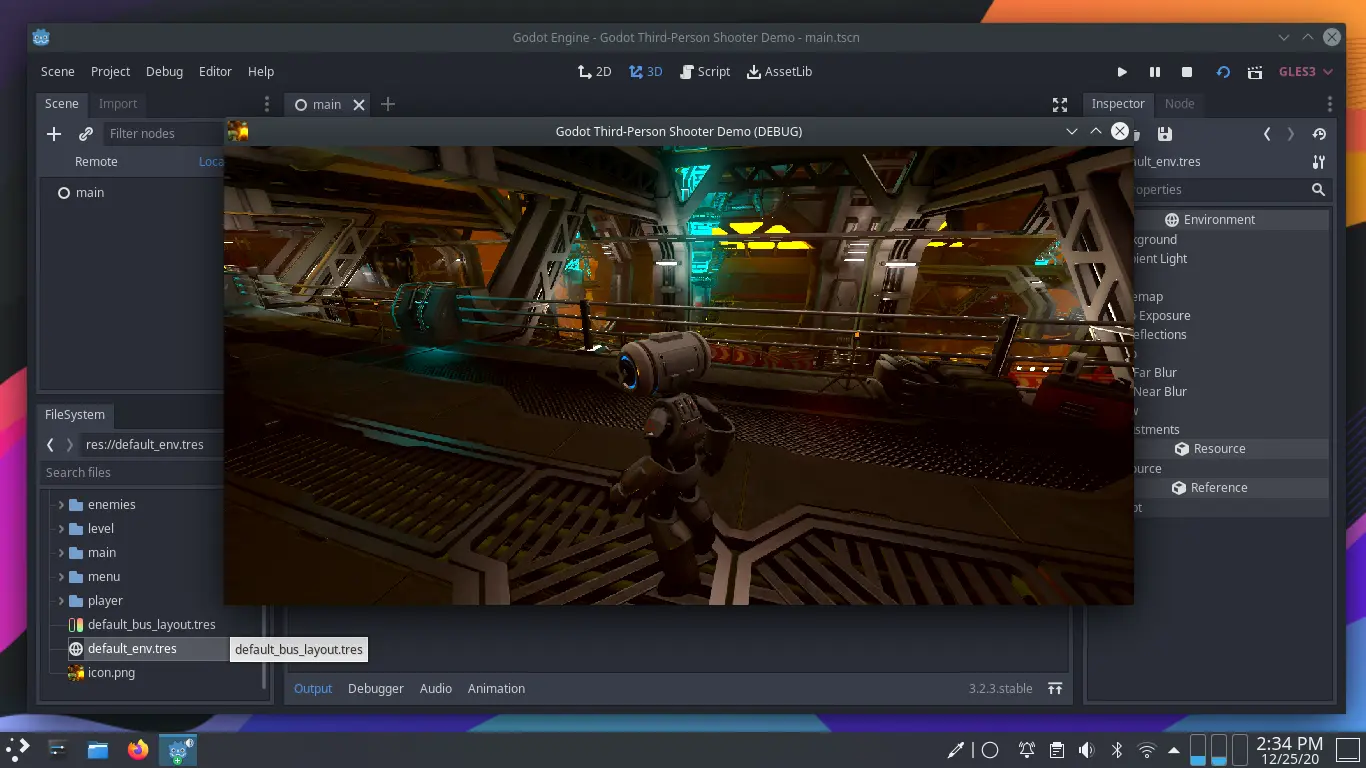 Godot Engine - Godot Third-Person Shooter Demo - main.tscn
Scene Project Debug Editor Help
2D 3D Script AssetLib
GLES3
Scene Import
main
Inspector Node
Filter nodes
Godot Third-Person Shooter Demo (DEBUG)
Remote Loca
ult_env.tres
main
roperties
Environment
kground
bient Light
emap
o Exposure
eflections
Far Blur
Near Blur
w
stments
Resource
ource
Reference
pt
FileSystem
res://default_env.tres
Search files
enemies
level
main
menu
player
default_bus_layout.tres
default_env.tres
default_bus_layout.tres
icon.png
Output Debugger Audio Animation
3.2.3.stable
2:34 PM
12/25/20